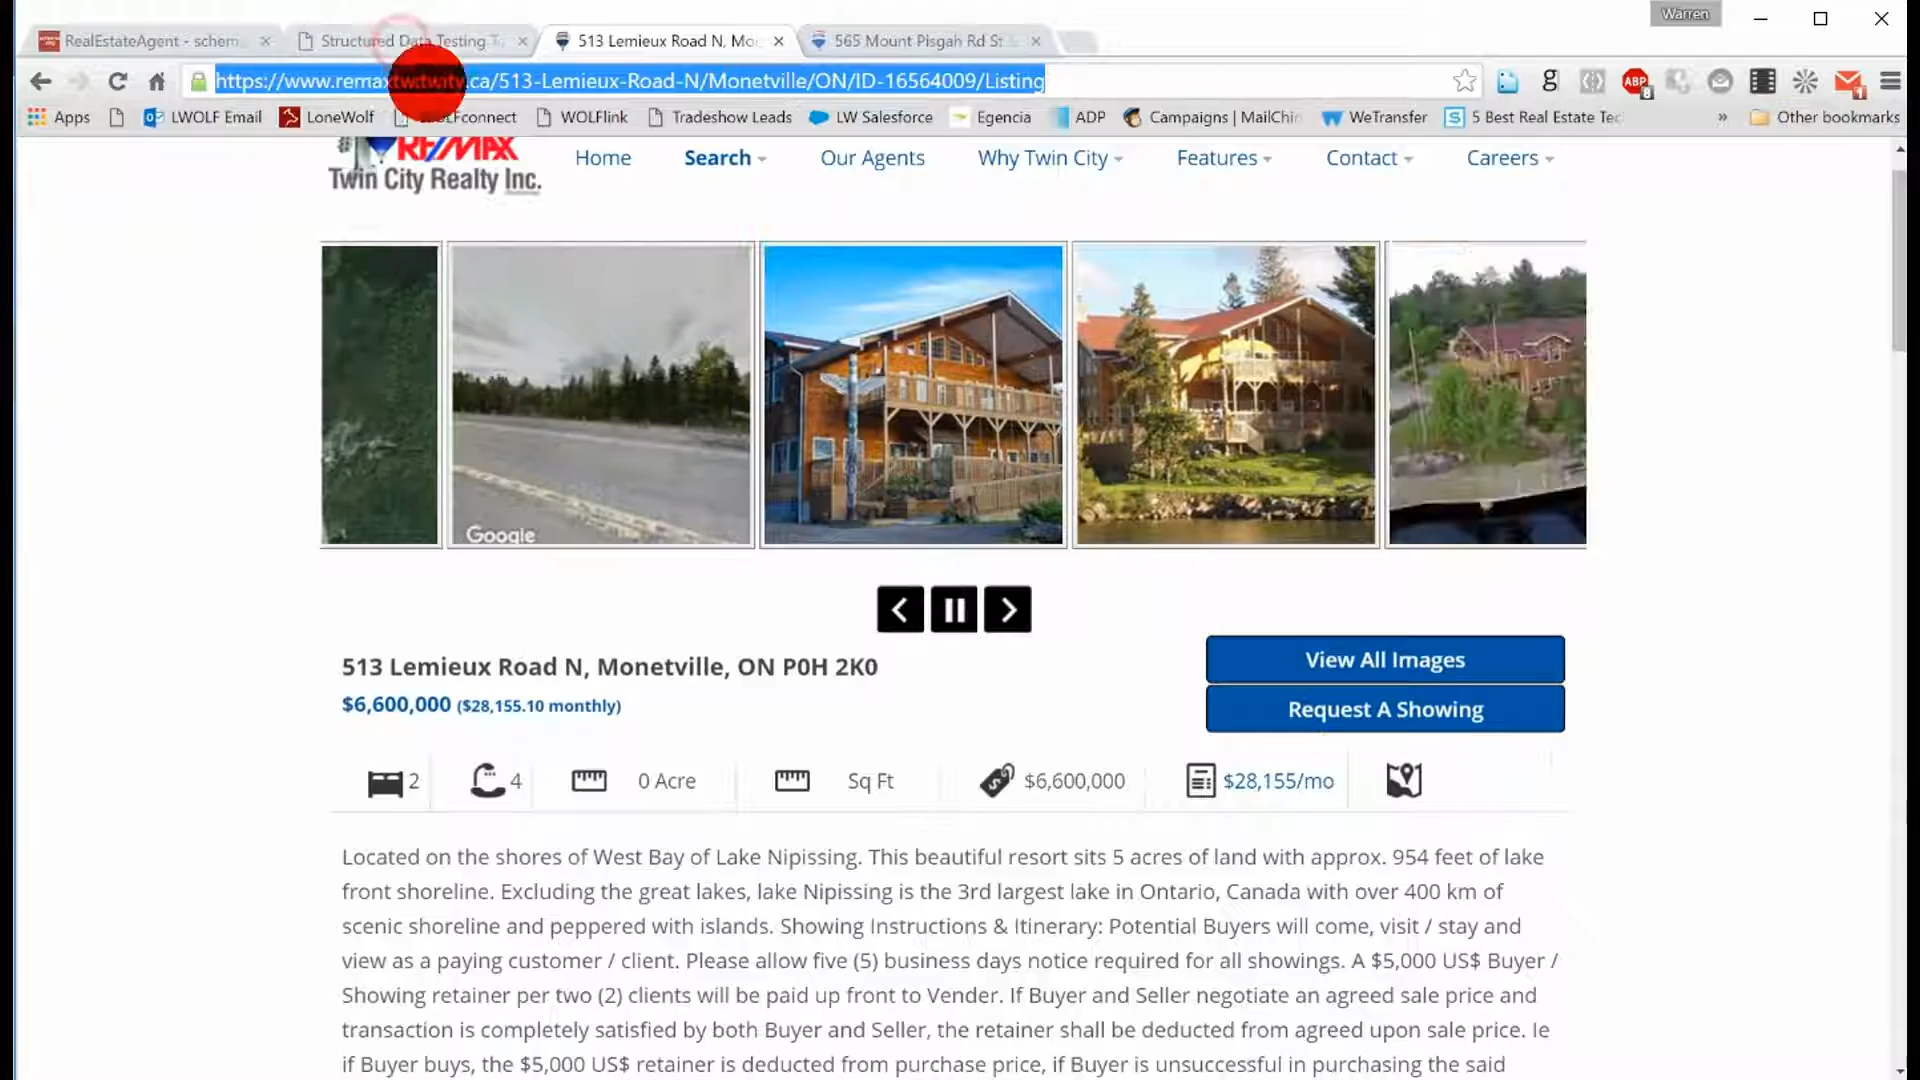 Warren
RealEstateAgent - schem
Structured Data Testing T
513 Lemieux Road N, Mo
565 Mount Pisgah Rd St
https://www.remaxtwincity.ca/513-Lemieux-Road-N/Monetville/ON/ID-16564009/Listing
g
ABP
8
1
Apps
LWOLF Email
LoneWolf
WOLFconnect
WOLFlink
Tradeshow Leads
LW Salesforce
Egencia
ADP
Campaigns | MailChi
WeTransfer
S
5 Best Real Estate Tec
»
Other bookmarks
RE/MAX
Twin City Realty Inc.
Home
Search
Our Agents
Why Twin City
Features
Contact
Careers
Google
513 Lemieux Road N, Monetville, ON P0H 2K0
$6,600,000 ($28,155.10 monthly)
View All Images
Request A Showing
2
4
0 Acre
Sq Ft
$6,600,000
$28,155/mo
Located on the shores of West Bay of Lake Nipissing. This beautiful resort sits 5 acres of land with approx. 954 feet of lake
front shoreline. Excluding the great lakes, lake Nipissing is the 3rd largest lake in Ontario, Canada with over 400 km of
scenic shoreline and peppered with islands. Showing Instructions & Itinerary: Potential Buyers will come, visit / stay and
view as a paying customer / client. Please allow five (5) business days notice required for all showings. A $5,000 US$ Buyer /
Showing retainer per two (2) clients will be paid up front to Vender. If Buyer and Seller negotiate an agreed sale price and
transaction is completely satisfied by both Buyer and Seller, the retainer shall be deducted from agreed upon sale price. Ie
if Buyer buys, the $5,000 US$ retainer is deducted from purchase price, if Buyer is unsuccessful in purchasing the said